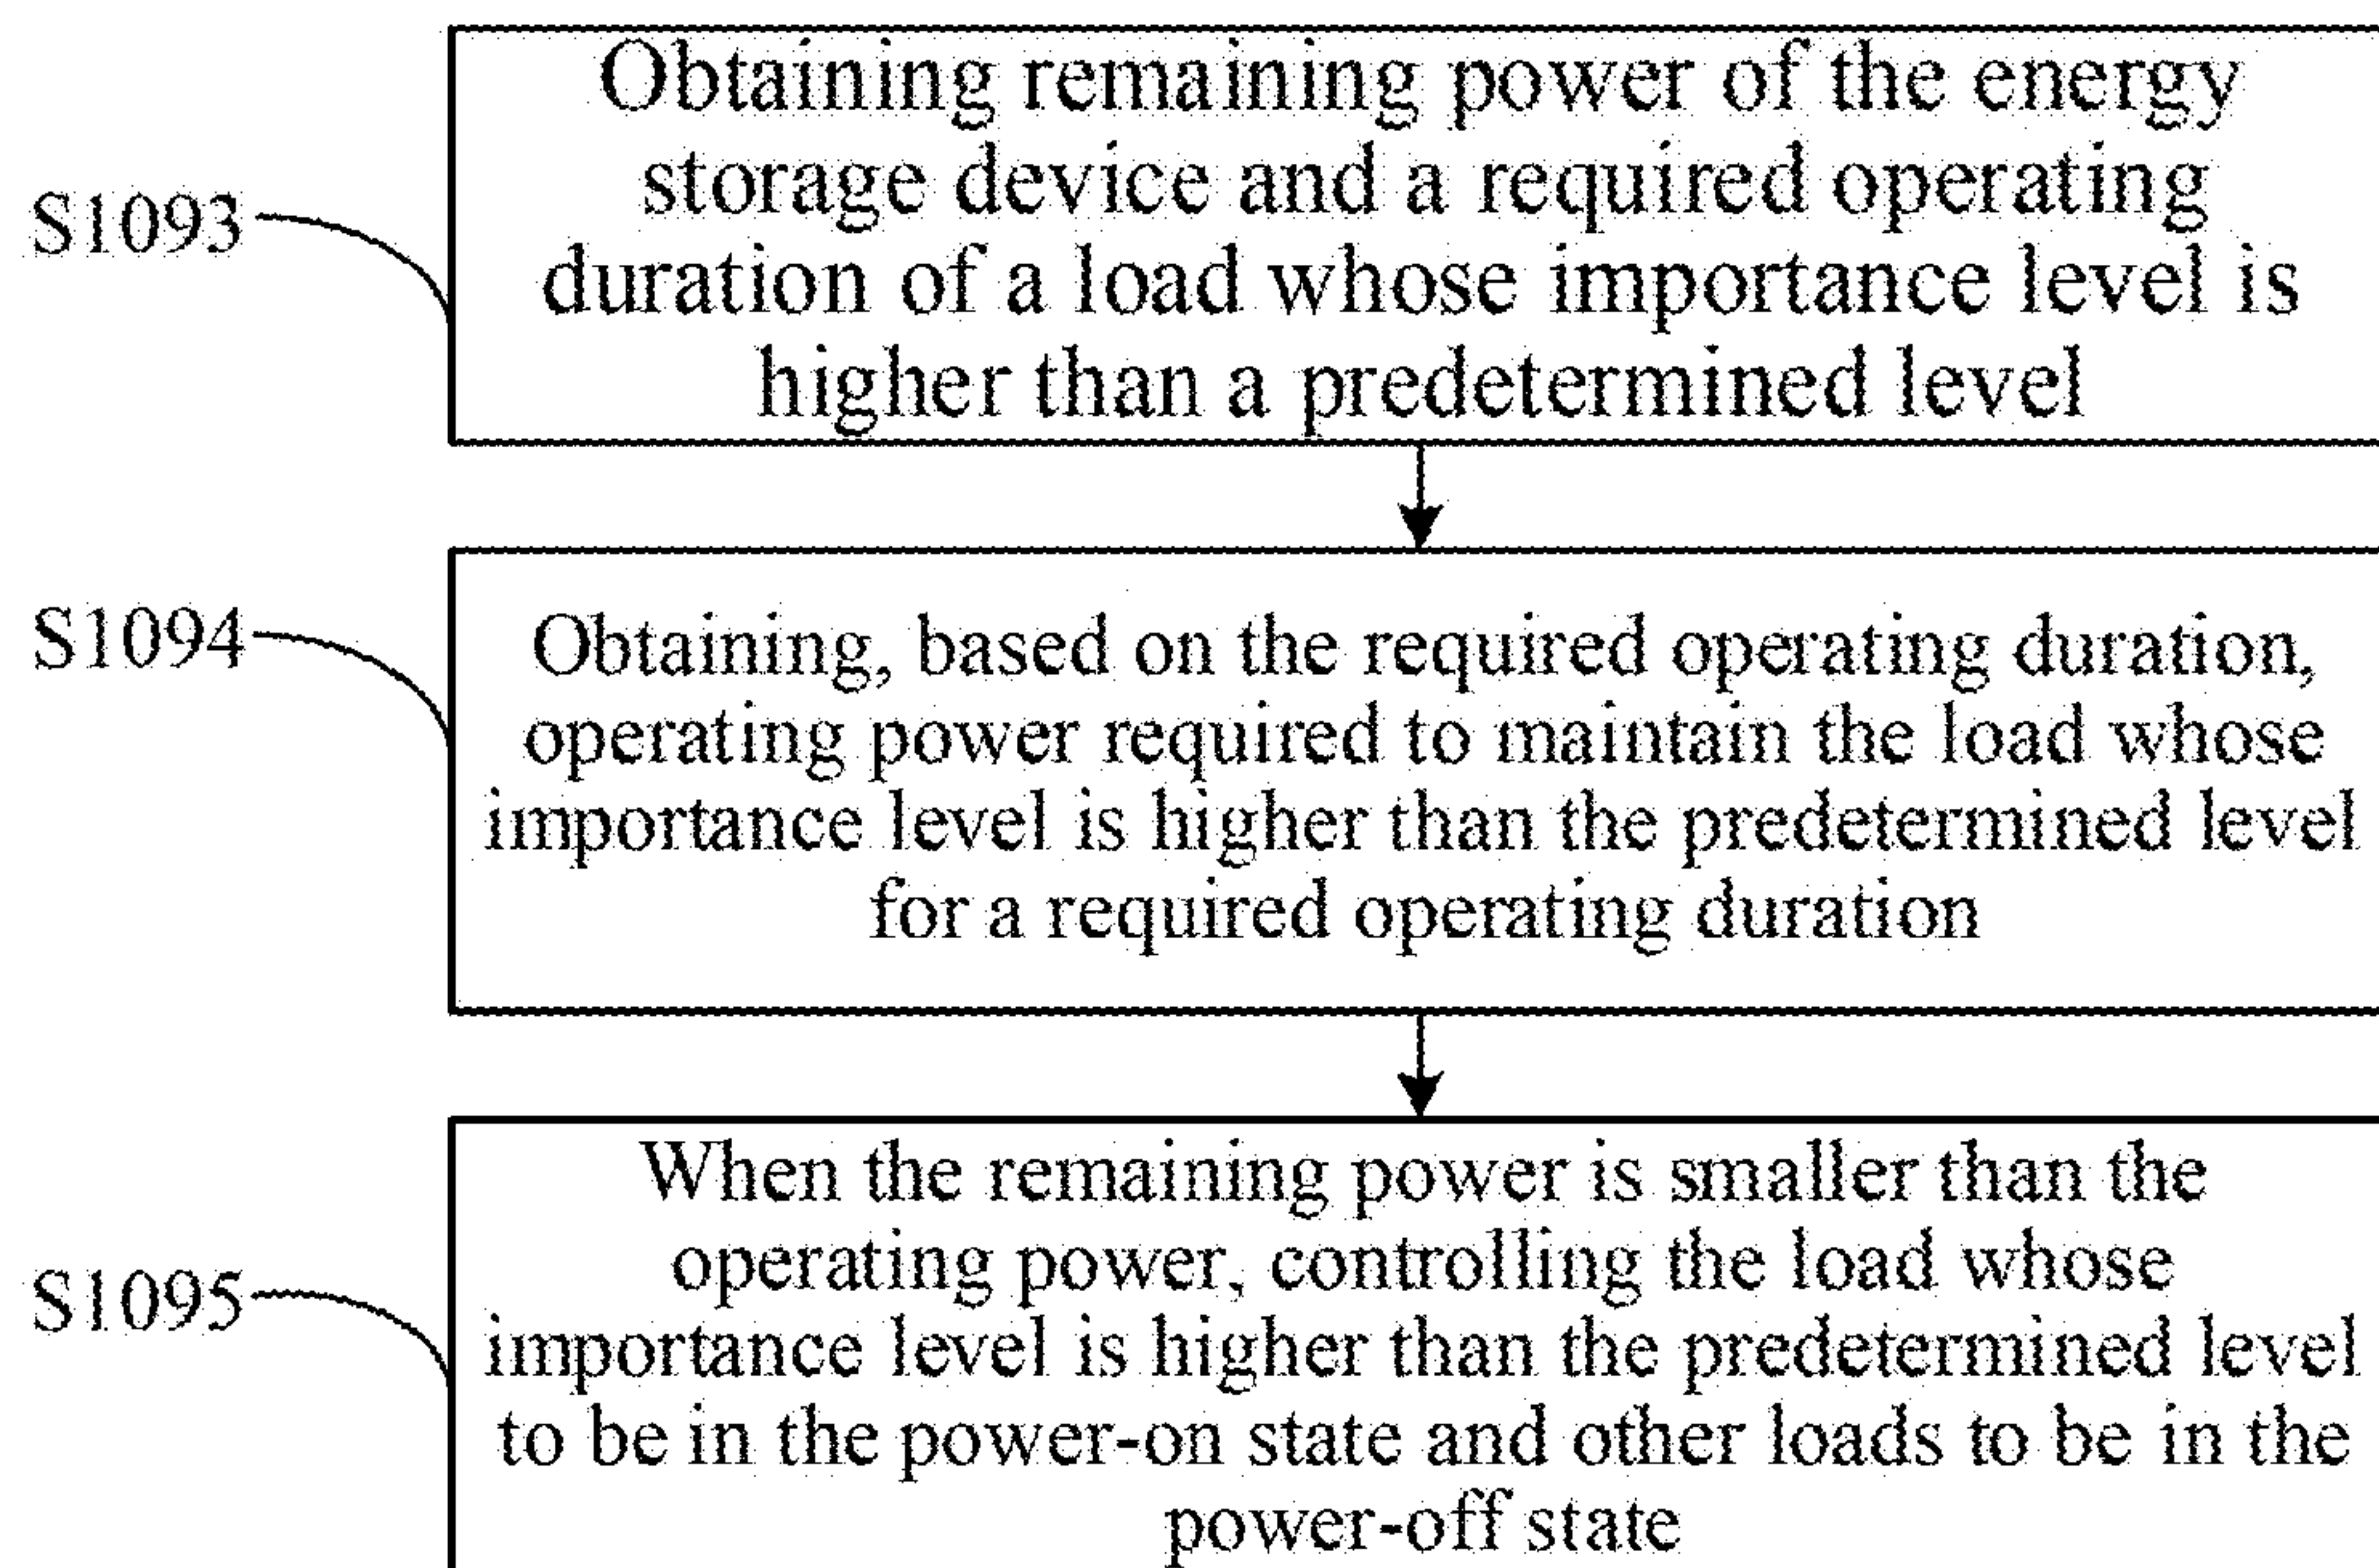 S1093
Obtaining remaining power of the energy
storage device and a required operating
duration of a load whose importance level is
higher than a predetermined level
S1094
Obtaining, based on the required operating duration,
operating power required to maintain the load whose
importance level is higher than the predetermined level
for a required operating duration
S1095
When the remaining power is smaller than the
operating power, controlling the load whose
importance level is higher than the predetermined level
to be in the power-on state and other loads to be in the
power-off state